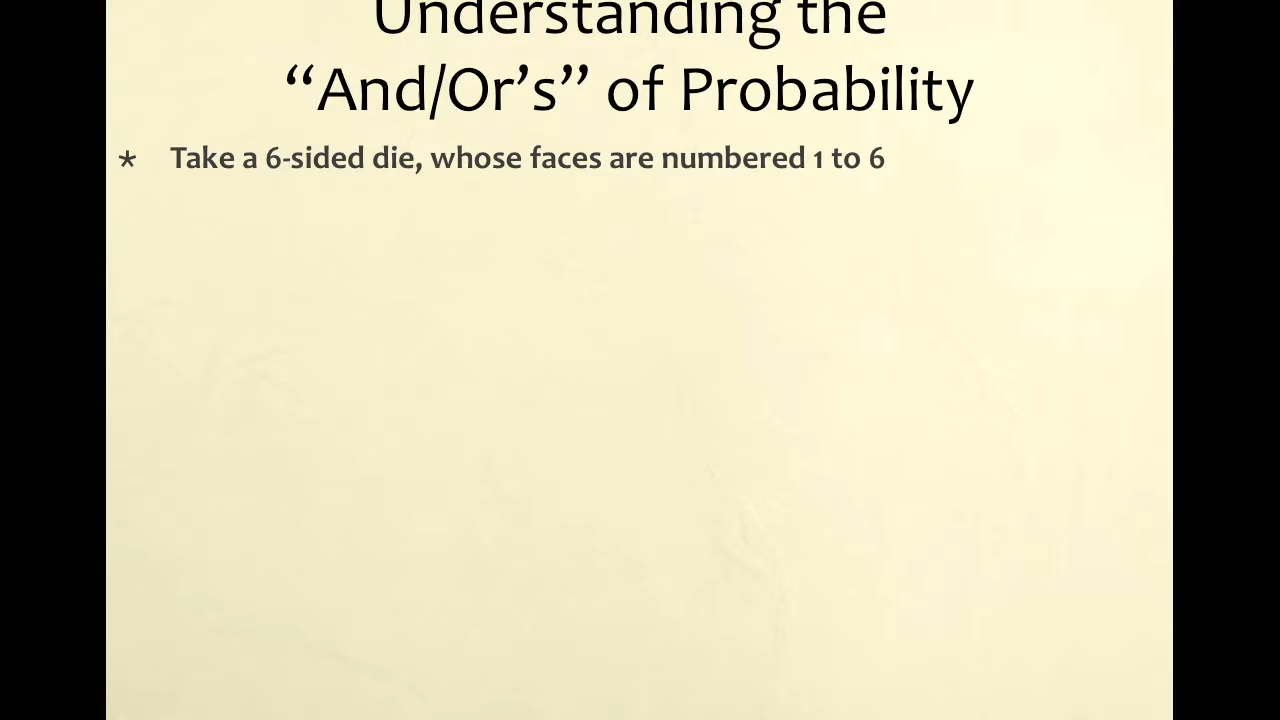 Understanding the
“And/Or’s” of Probability
* Take a 6-sided die, whose faces are numbered 1 to 6